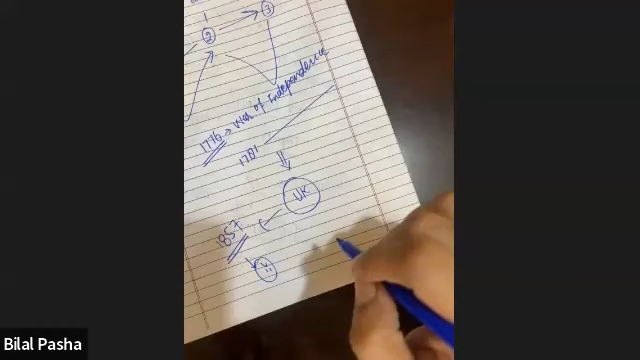 2 → 3
1776 → War of Independence
1781
⇒
UK
1857
Bilal Pasha